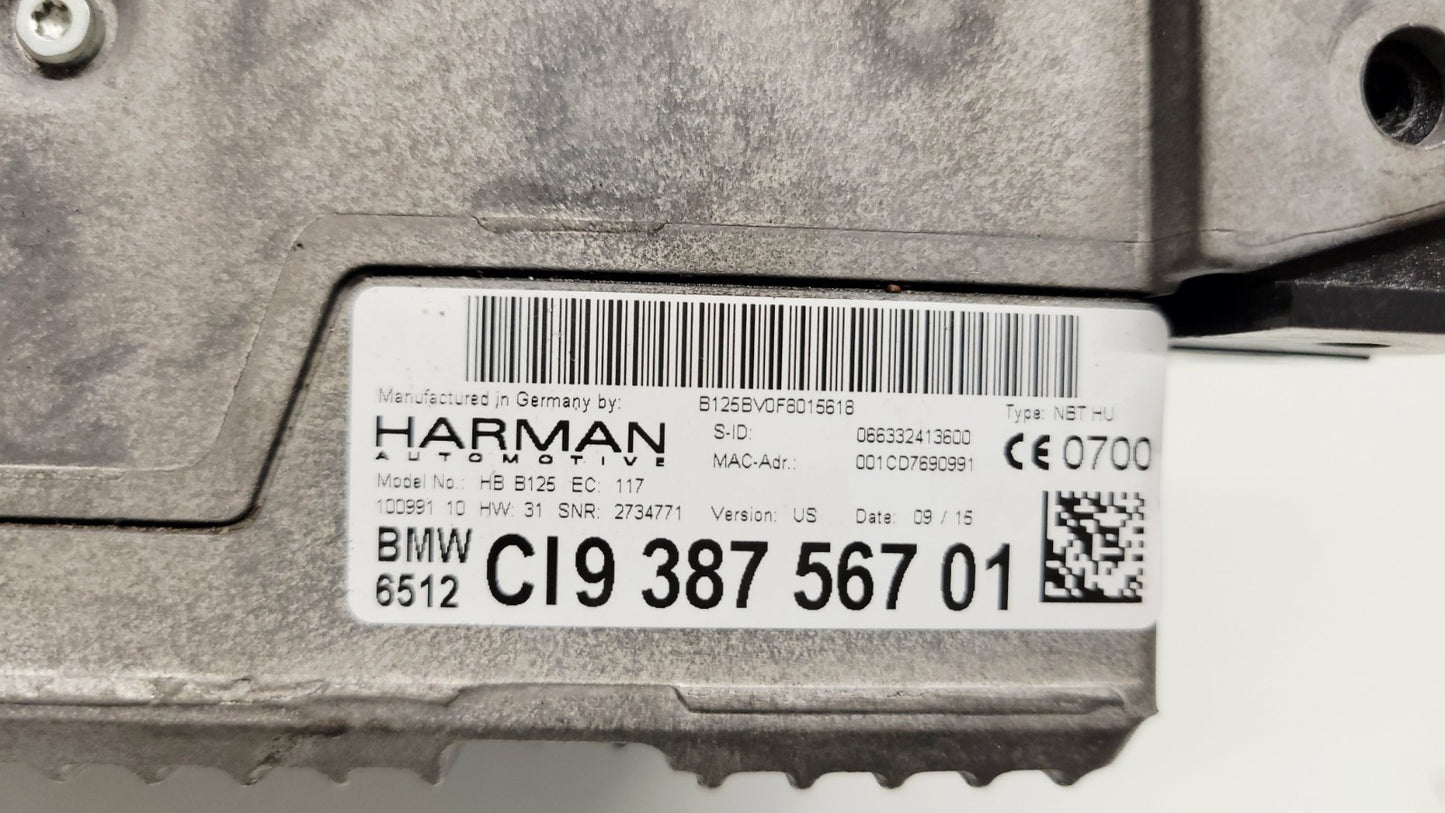 Manufactured in Germany by:
B125BV0F8015618
Type: NBT HU
HARMAN
AUTOMOTIVE
S-ID: 066332413600
MAC-Adr.: 001CD7690991
CE 0700
Model No.: HB B125 EC: 117
100991 10 HW: 31 SNR: 2734771 Version: US Date: 09 / 15
BMW
6512
CI9 387 567 01